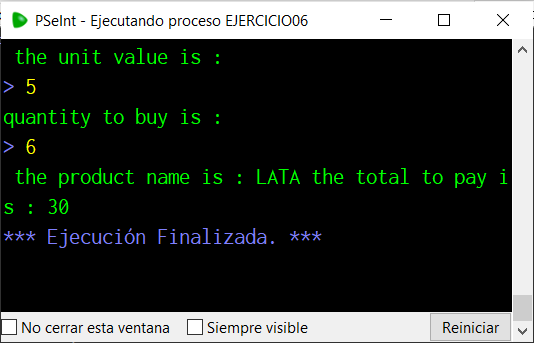 PSeInt - Ejecutando proceso EJERCICIO06
the unit value is :
> 5
quantity to buy is :
> 6
the product name is : LATA the total to pay i
s : 30
*** Ejecución Finalizada. ***
No cerrar esta ventana Siempre visible Reiniciar